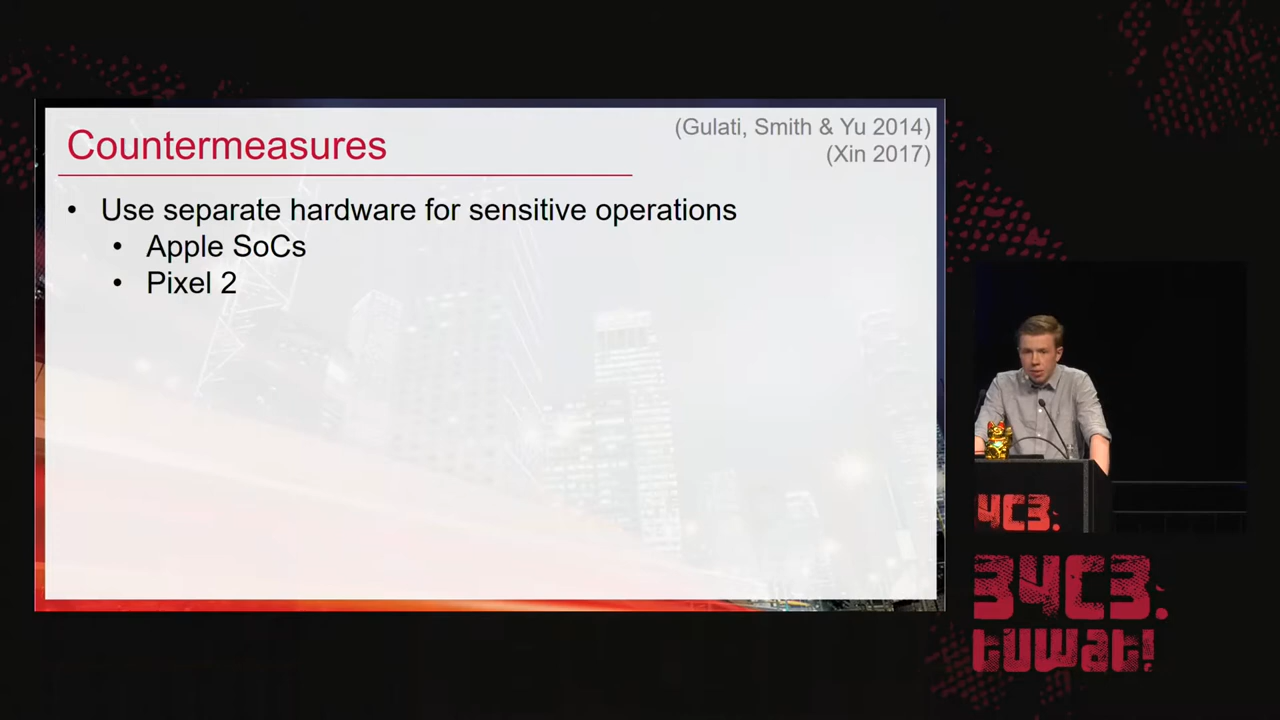 Countermeasures
(Gulati, Smith & Yu 2014)
(Xin 2017)
• Use separate hardware for sensitive operations
• Apple SoCs
• Pixel 2
34C3.
34C3.
tuwat!